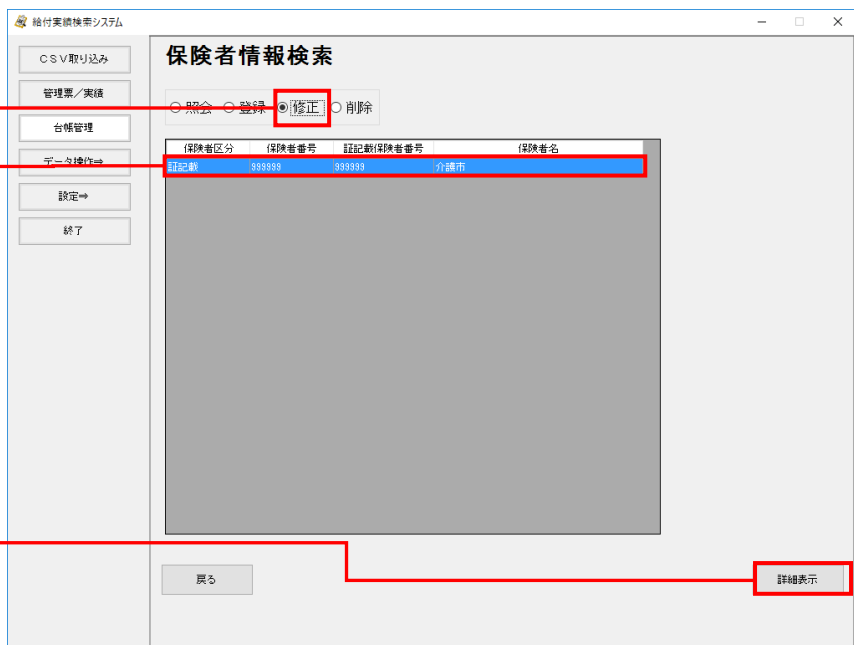 給付実績検索システム
CSV取り込み
管理票/実績
台帳管理
データ操作⇒
設定⇒
終了
保険者情報検索
照会 登録 修正 削除
保険者区分 保険者番号 証記載保険者番号 保険者名
証記載 999999 999999 介護市
戻る 詳細表示